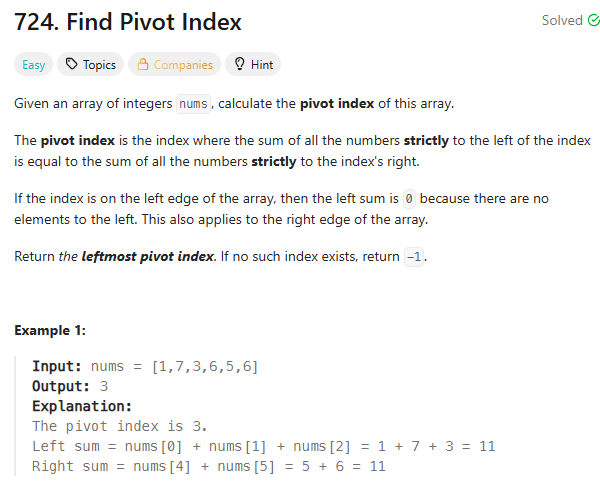 724. Find Pivot Index
Solved
Easy Topics Companies Hint
Given an array of integers nums, calculate the pivot index of this array.
The pivot index is the index where the sum of all the numbers strictly to the left of the index
is equal to the sum of all the numbers strictly to the index's right.
If the index is on the left edge of the array, then the left sum is 0 because there are no
elements to the left. This also applies to the right edge of the array.
Return the leftmost pivot index. If no such index exists, return -1.
Example 1:
Input: nums = [1,7,3,6,5,6]
Output: 3
Explanation:
The pivot index is 3.
Left sum = nums[0] + nums[1] + nums[2] = 1 + 7 + 3 = 11
Right sum = nums[4] + nums[5] = 5 + 6 = 11